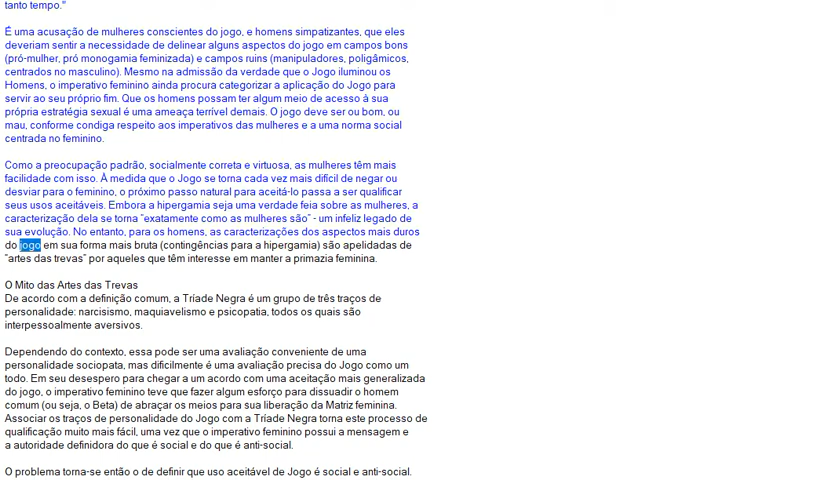 tanto tempo."
É uma acusação de mulheres conscientes do jogo, e homens simpatizantes, que eles
deveriam sentir a necessidade de delinear alguns aspectos do jogo em campos bons
(pró-mulher, pró monogamia feminizada) e campos ruins (manipuladores, poligâmicos,
centrados no masculino). Mesmo na admissão da verdade que o Jogo iluminou os
Homens, o imperativo feminino ainda procura categorizar a aplicação do Jogo para
servir ao seu próprio fim. Que os homens possam ter algum meio de acesso à sua
própria estratégia sexual é uma ameaça terrível demais. O jogo deve ser ou bom, ou
mau, conforme condiga respeito aos imperativos das mulheres e a uma norma social
centrada no feminino.
Como a preocupação padrão, socialmente correta e virtuosa, as mulheres têm mais
facilidade com isso. À medida que o Jogo se torna cada vez mais difícil de negar ou
desviar para o feminino, o próximo passo natural para aceitá-lo passa a ser qualificar
seus usos aceitáveis. Embora a hipergamia seja uma verdade feia sobre as mulheres, a
caracterização dela se torna "exatamente como as mulheres são" - um infeliz legado de
sua evolução. No entanto, para os homens, as caracterizações dos aspectos mais duros
do jogo em sua forma mais bruta (contingências para a hipergamia) são apelidadas de
"artes das trevas" por aqueles que têm interesse em manter a primazia feminina.
O Mito das Artes das Trevas
De acordo com a definição comum, a Tríade Negra é um grupo de três traços de
personalidade: narcisismo, maquiavelismo e psicopatia, todos os quais são
interpessoalmente aversivos.
Dependendo do contexto, essa pode ser uma avaliação conveniente de uma
personalidade sociopata, mas dificilmente é uma avaliação precisa do Jogo como um
todo. Em seu desespero para chegar a um acordo com uma aceitação mais generalizada
do jogo, o imperativo feminino teve que fazer algum esforço para dissuadir o homem
comum (ou seja, o Beta) de abraçar os meios para sua liberação da Matriz feminina.
Associar os traços de personalidade do Jogo com a Tríade Negra torna este processo de
qualificação muito mais fácil, uma vez que o imperativo feminino possui a mensagem e
a autoridade definidora do que é social e do que é anti-social.
O problema torna-se então o de definir que uso aceitável de Jogo é social e anti-social.